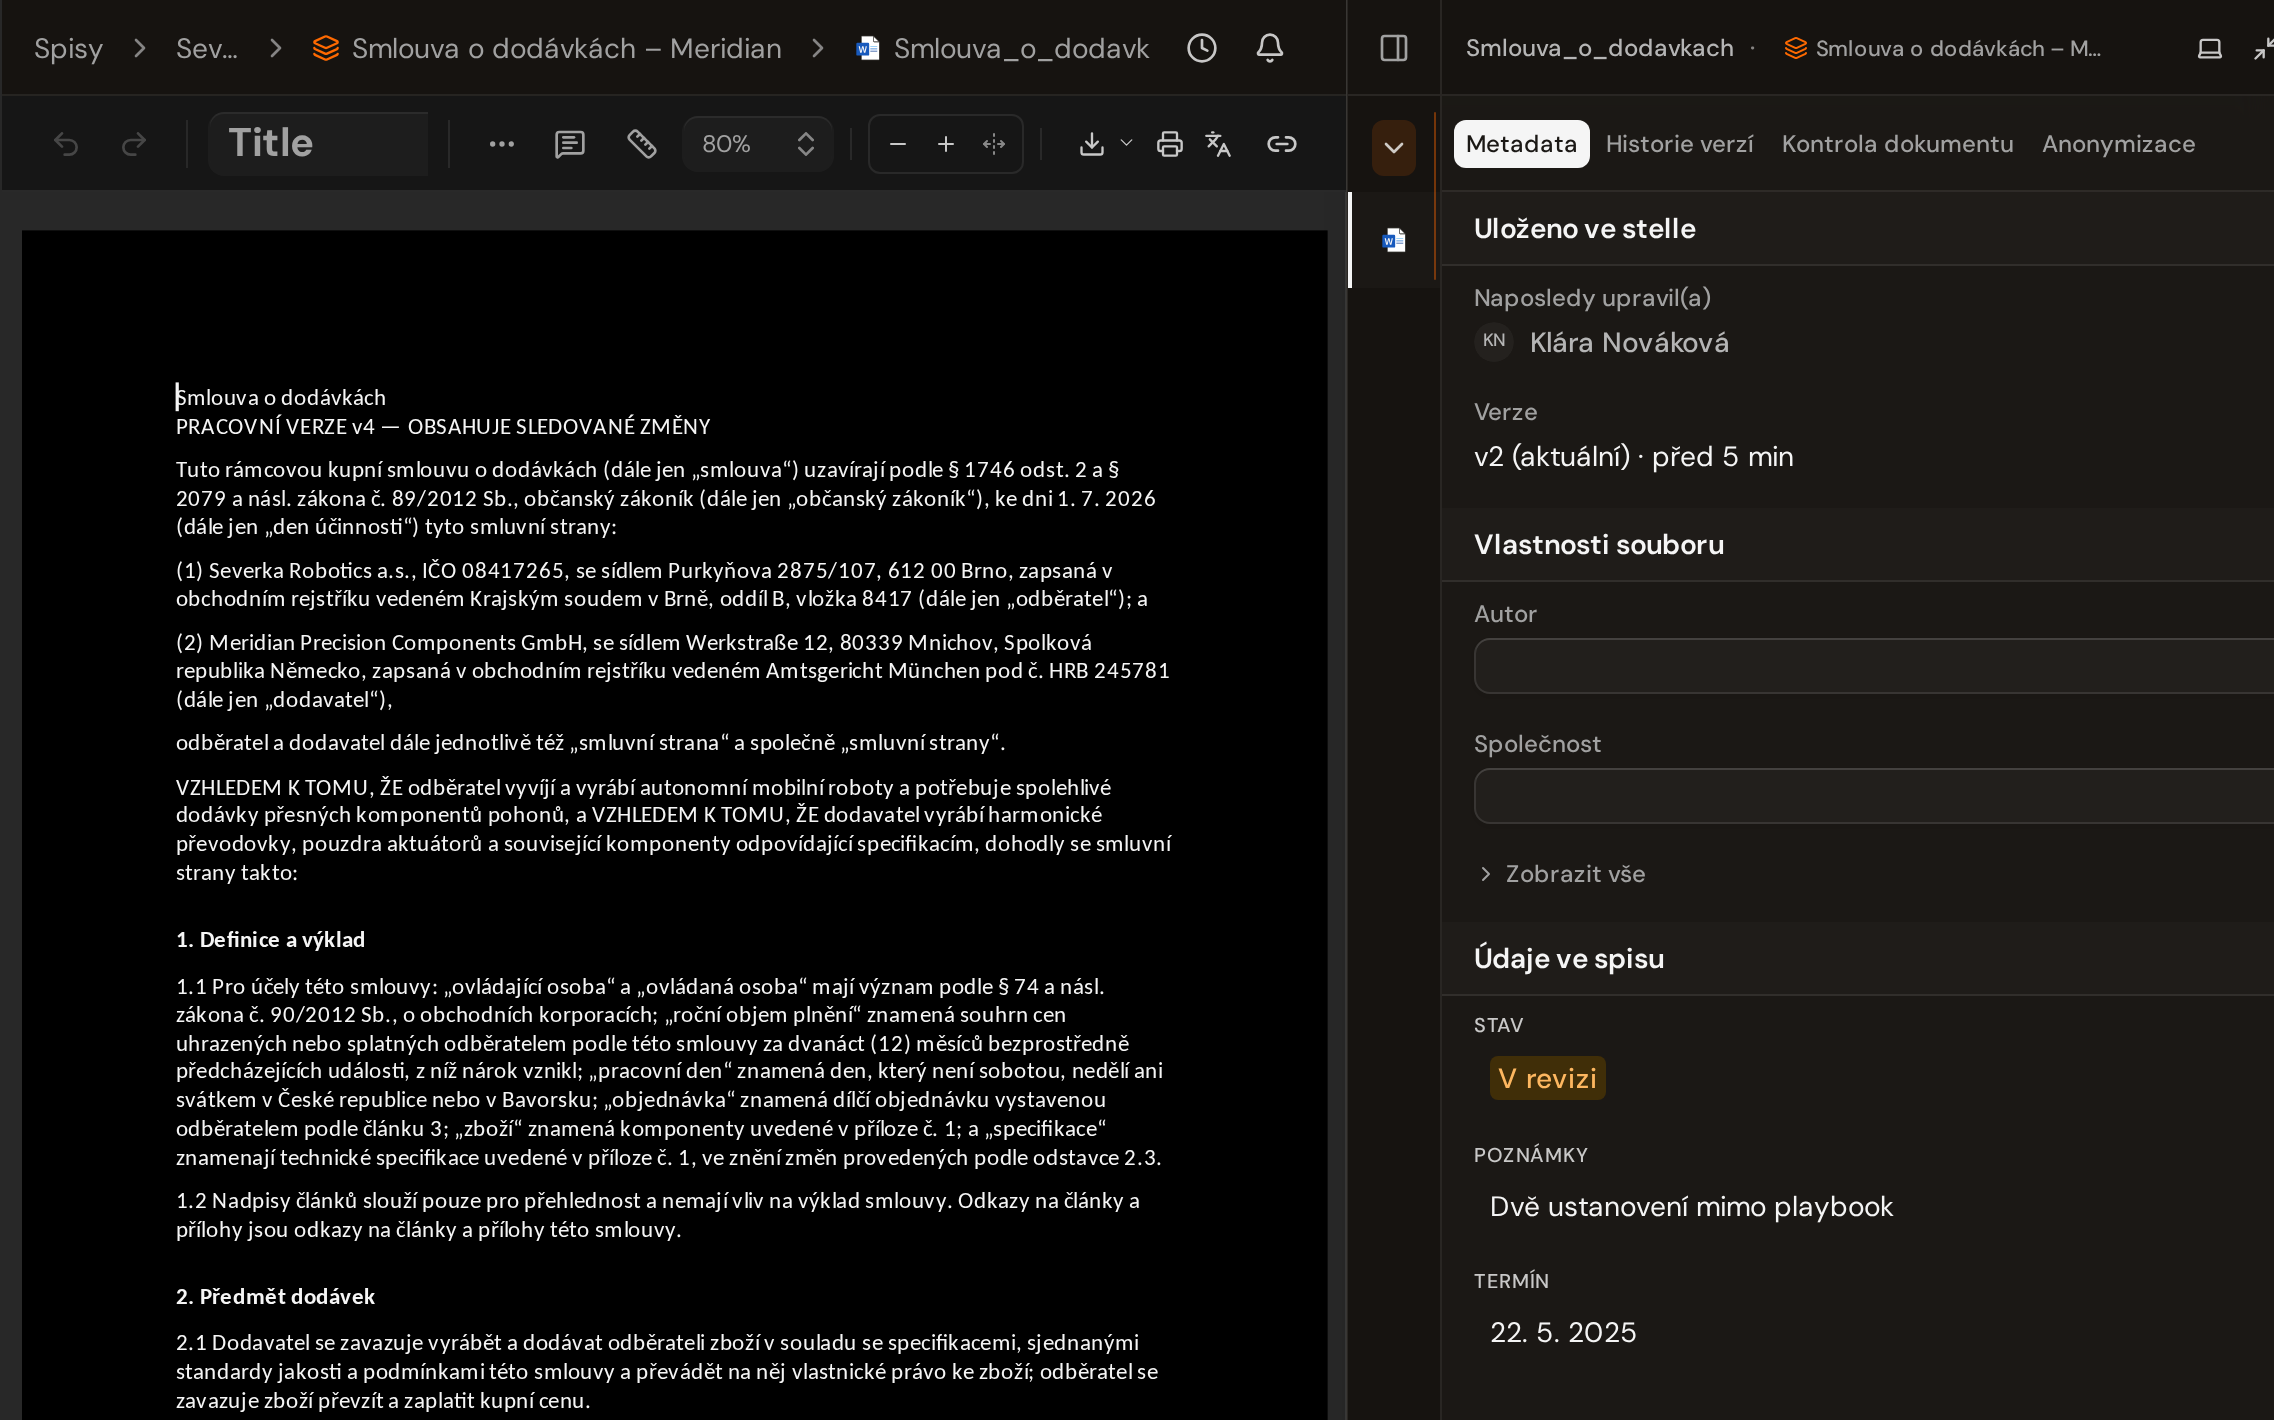 Spisy > Sev... > Smlouva o dodávkách – Meridian > Smlouva_o_dodavk
Title
80%
Smlouva o dodávkách
PRACOVNÍ VERZE v4 — OBSAHUJE SLEDOVANÉ ZMĚNY
Tuto rámcovou kupní smlouvu o dodávkách (dále jen „smlouva“) uzavírají podle § 1746 odst. 2 a §
2079 a násl. zákona č. 89/2012 Sb., občanský zákoník (dále jen „občanský zákoník“), ke dni 1. 7. 2026
(dále jen „den účinnosti“) tyto smluvní strany:
(1) Severka Robotics a.s., IČO 08417265, se sídlem Purkyňova 2875/107, 612 00 Brno, zapsaná v
obchodním rejstříku vedeném Krajským soudem v Brně, oddíl B, vložka 8417 (dále jen „odběratel“); a
(2) Meridian Precision Components GmbH, se sídlem Werkstraße 12, 80339 Mnichov, Spolková
republika Německo, zapsaná v obchodním rejstříku vedeném Amtsgericht München pod č. HRB 245781
(dále jen „dodavatel“),
odběratel a dodavatel dále jednotlivě též „smluvní strana“ a společně „smluvní strany“.
VZHLEDEM K TOMU, ŽE odběratel vyvíjí a vyrábí autonomní mobilní roboty a potřebuje spolehlivé
dodávky přesných komponentů pohonů, a VZHLEDEM K TOMU, ŽE dodavatel vyrábí harmonické
převodovky, pouzdra aktuátorů a související komponenty odpovídající specifikacím, dohodly se smluvní
strany takto:
1. Definice a výklad
1.1 Pro účely této smlouvy: „ovládající osoba“ a „ovládaná osoba“ mají význam podle § 74 a násl.
zákona č. 90/2012 Sb., o obchodních korporacích; „roční objem plnění“ znamená souhrn cen
uhrazených nebo splatných odběratelem podle této smlouvy za dvanáct (12) měsíců bezprostředně
předcházejících události, z níž nárok vznikl; „pracovní den“ znamená den, který není sobotou, nedělí ani
svátkem v České republice nebo v Bavorsku; „objednávka“ znamená dílčí objednávku vystavenou
odběratelem podle článku 3; „zboží“ znamená komponenty uvedené v příloze č. 1; a „specifikace“
znamenají technické specifikace uvedené v příloze č. 1, ve znění změn provedených podle odstavce 2.3.
1.2 Nadpisy článků slouží pouze pro přehlednost a nemají vliv na výklad smlouvy. Odkazy na články a
přílohy jsou odkazy na články a přílohy této smlouvy.
2. Předmět dodávek
2.1 Dodavatel se zavazuje vyrábět a dodávat odběrateli zboží v souladu se specifikacemi, sjednanými
standardy jakosti a podmínkami této smlouvy a převádět na něj vlastnické právo ke zboží; odběratel se
zavazuje zboží převzít a zaplatit kupní cenu.
Smlouva_o_dodavkach · Smlouva o dodávkách – M...
Metadata Historie verzí Kontrola dokumentu Anonymizace
Uloženo ve stelle
Naposledy upravil(a)
KN Klára Nováková
Verze
v2 (aktuální) · před 5 min
Vlastnosti souboru
Autor
Společnost
> Zobrazit vše
Údaje ve spisu
STAV
V revizi
POZNÁMKY
Dvě ustanovení mimo playbook
TERMÍN
22. 5. 2025